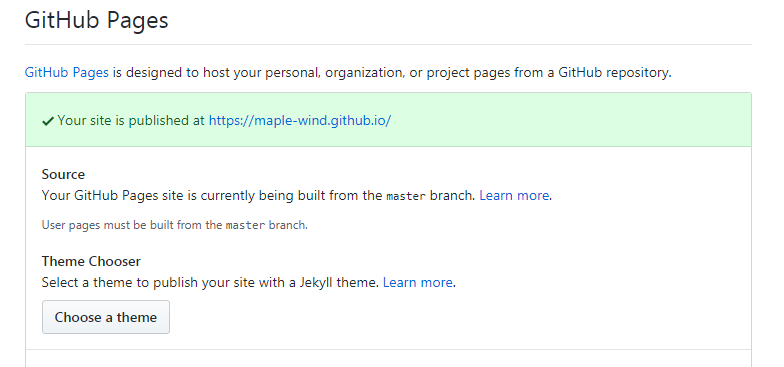 GitHub Pages
GitHub Pages is designed to host your personal, organization, or project pages from a GitHub repository.
Your site is published at https://maple-wind.github.io/
Source
Your GitHub Pages site is currently being built from the master branch. Learn more.
User pages must be built from the master branch.
Theme Chooser
Select a theme to publish your site with a Jekyll theme. Learn more.
Choose a theme